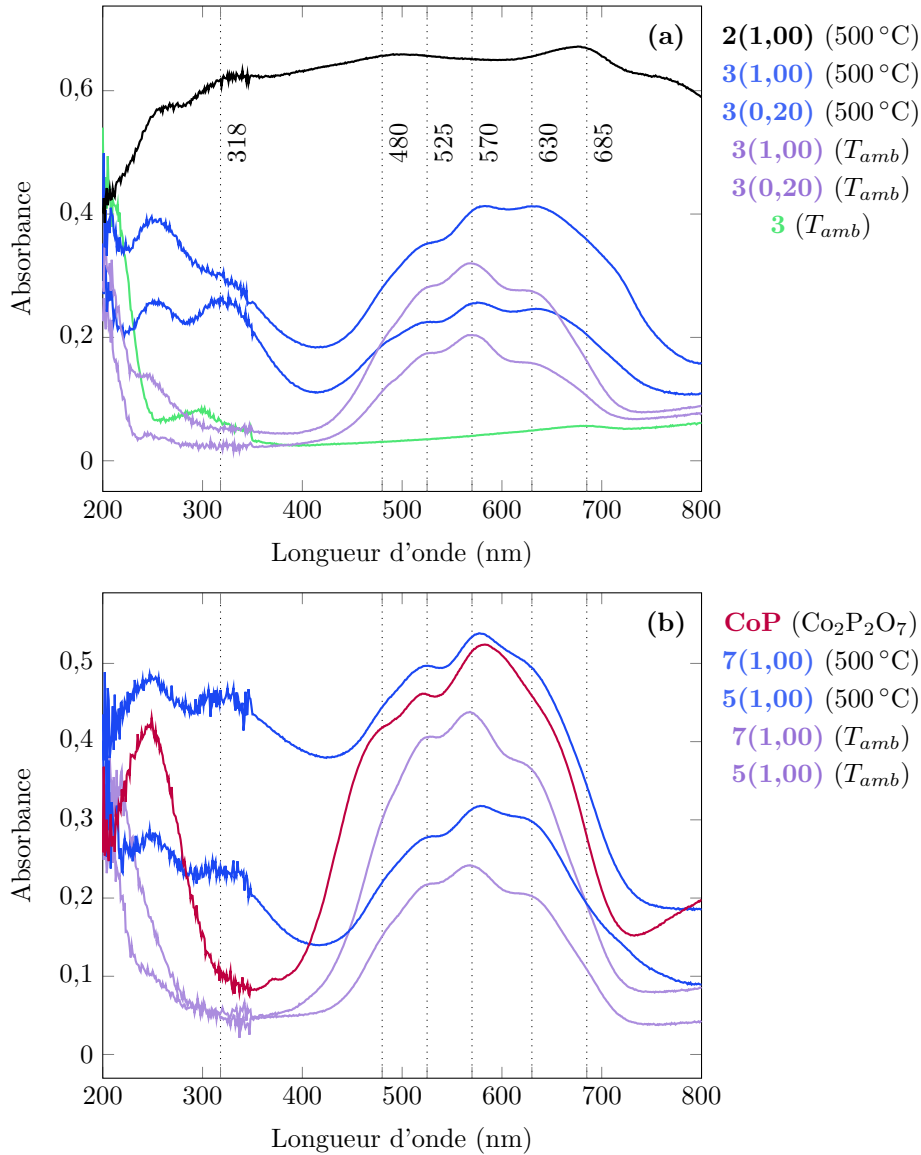 (a)
2(1,00) (500 °C)
3(1,00) (500 °C)
3(0,20) (500 °C)
3(1,00) (Tamb)
3(0,20) (Tamb)
3 (Tamb)
318
480
525
570
630
685
0,6
0,4
0,2
0
Absorbance
200 300 400 500 600 700 800
Longueur d'onde (nm)
(b)
CoP (Co₂P₂O₇)
7(1,00) (500 °C)
5(1,00) (500 °C)
7(1,00) (Tamb)
5(1,00) (Tamb)
0,5
0,4
0,3
0,2
0,1
0
Absorbance
200 300 400 500 600 700 800
Longueur d'onde (nm)